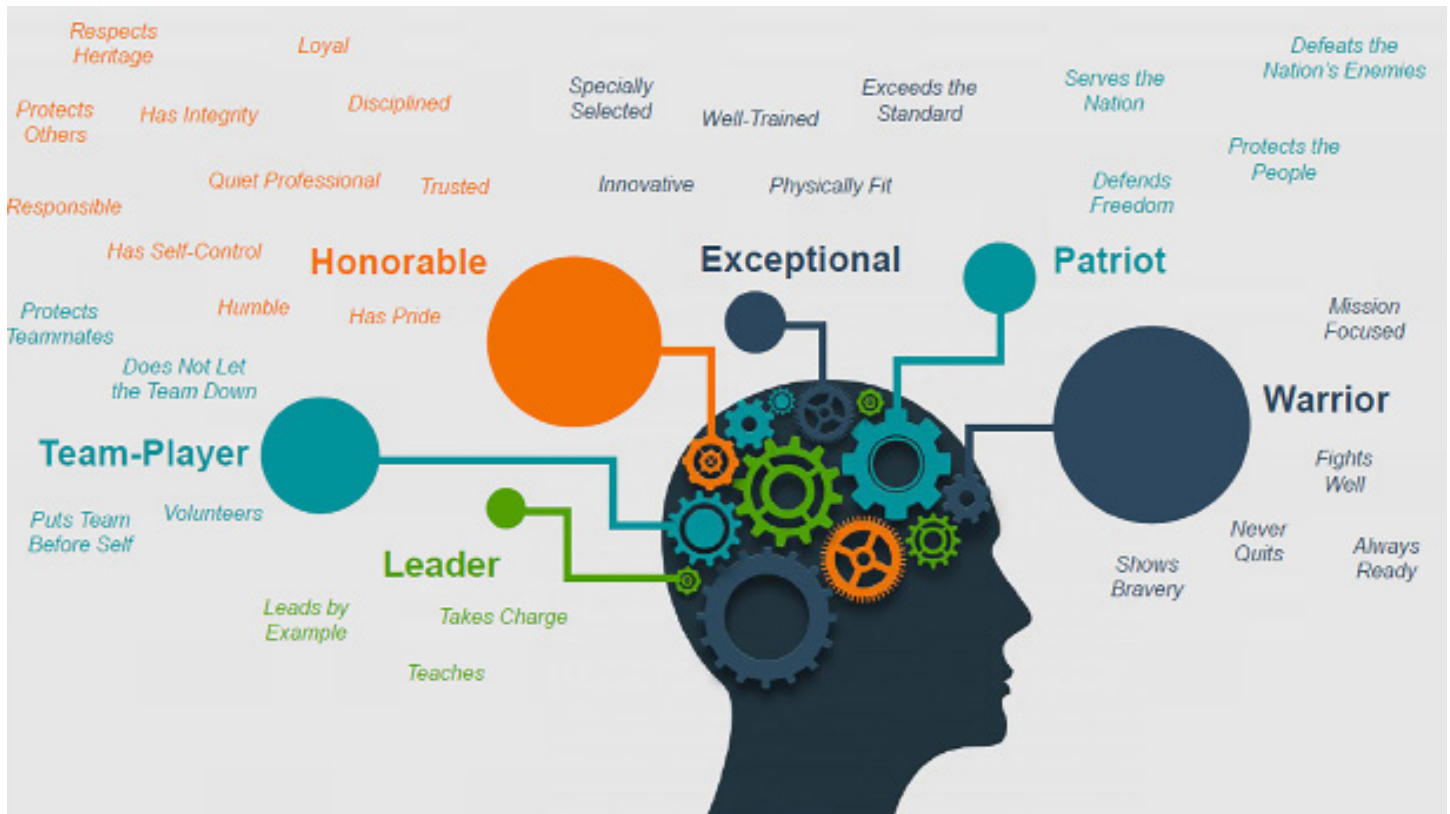 Respects
Heritage
Loyal
Protects
Others
Has Integrity
Disciplined
Quiet Professional
Trusted
Responsible
Has Self-Control
Honorable
Humble
Has Pride
Specially
Selected
Well-Trained
Exceeds the
Standard
Innovative
Physically Fit
Exceptional
Serves the
Nation
Defeats the
Nation's Enemies
Protects the
People
Defends
Freedom
Patriot
Mission
Focused
Warrior
Fights
Well
Never
Quits
Always
Ready
Shows
Bravery
Protects
Teammates
Does Not Let
the Team Down
Team-Player
Puts Team
Before Self
Volunteers
Leader
Leads by
Example
Takes Charge
Teaches